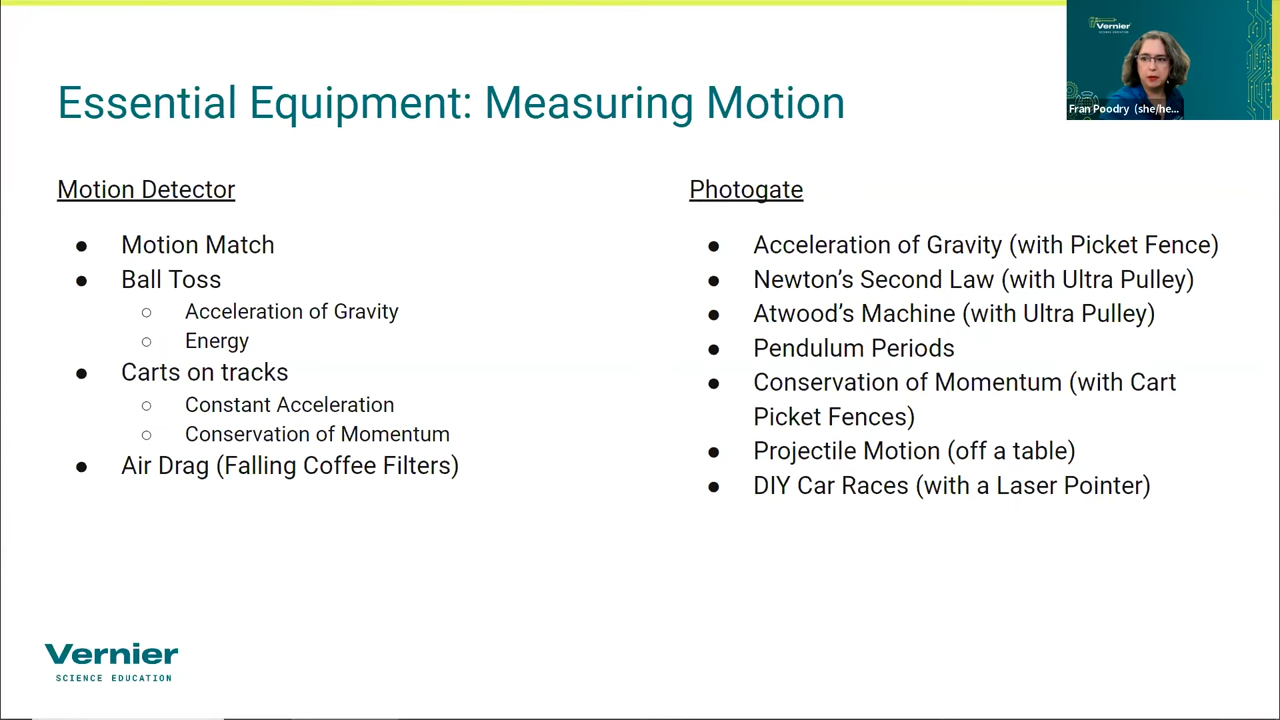 Essential Equipment: Measuring Motion
Vernier
SCIENCE EDUCATION
Fran Poodry (she/he...
Motion Detector
● Motion Match
● Ball Toss
○ Acceleration of Gravity
○ Energy
● Carts on tracks
○ Constant Acceleration
○ Conservation of Momentum
● Air Drag (Falling Coffee Filters)
Photogate
● Acceleration of Gravity (with Picket Fence)
● Newton’s Second Law (with Ultra Pulley)
● Atwood’s Machine (with Ultra Pulley)
● Pendulum Periods
● Conservation of Momentum (with Cart
Picket Fences)
● Projectile Motion (off a table)
● DIY Car Races (with a Laser Pointer)
Vernier
SCIENCE EDUCATION